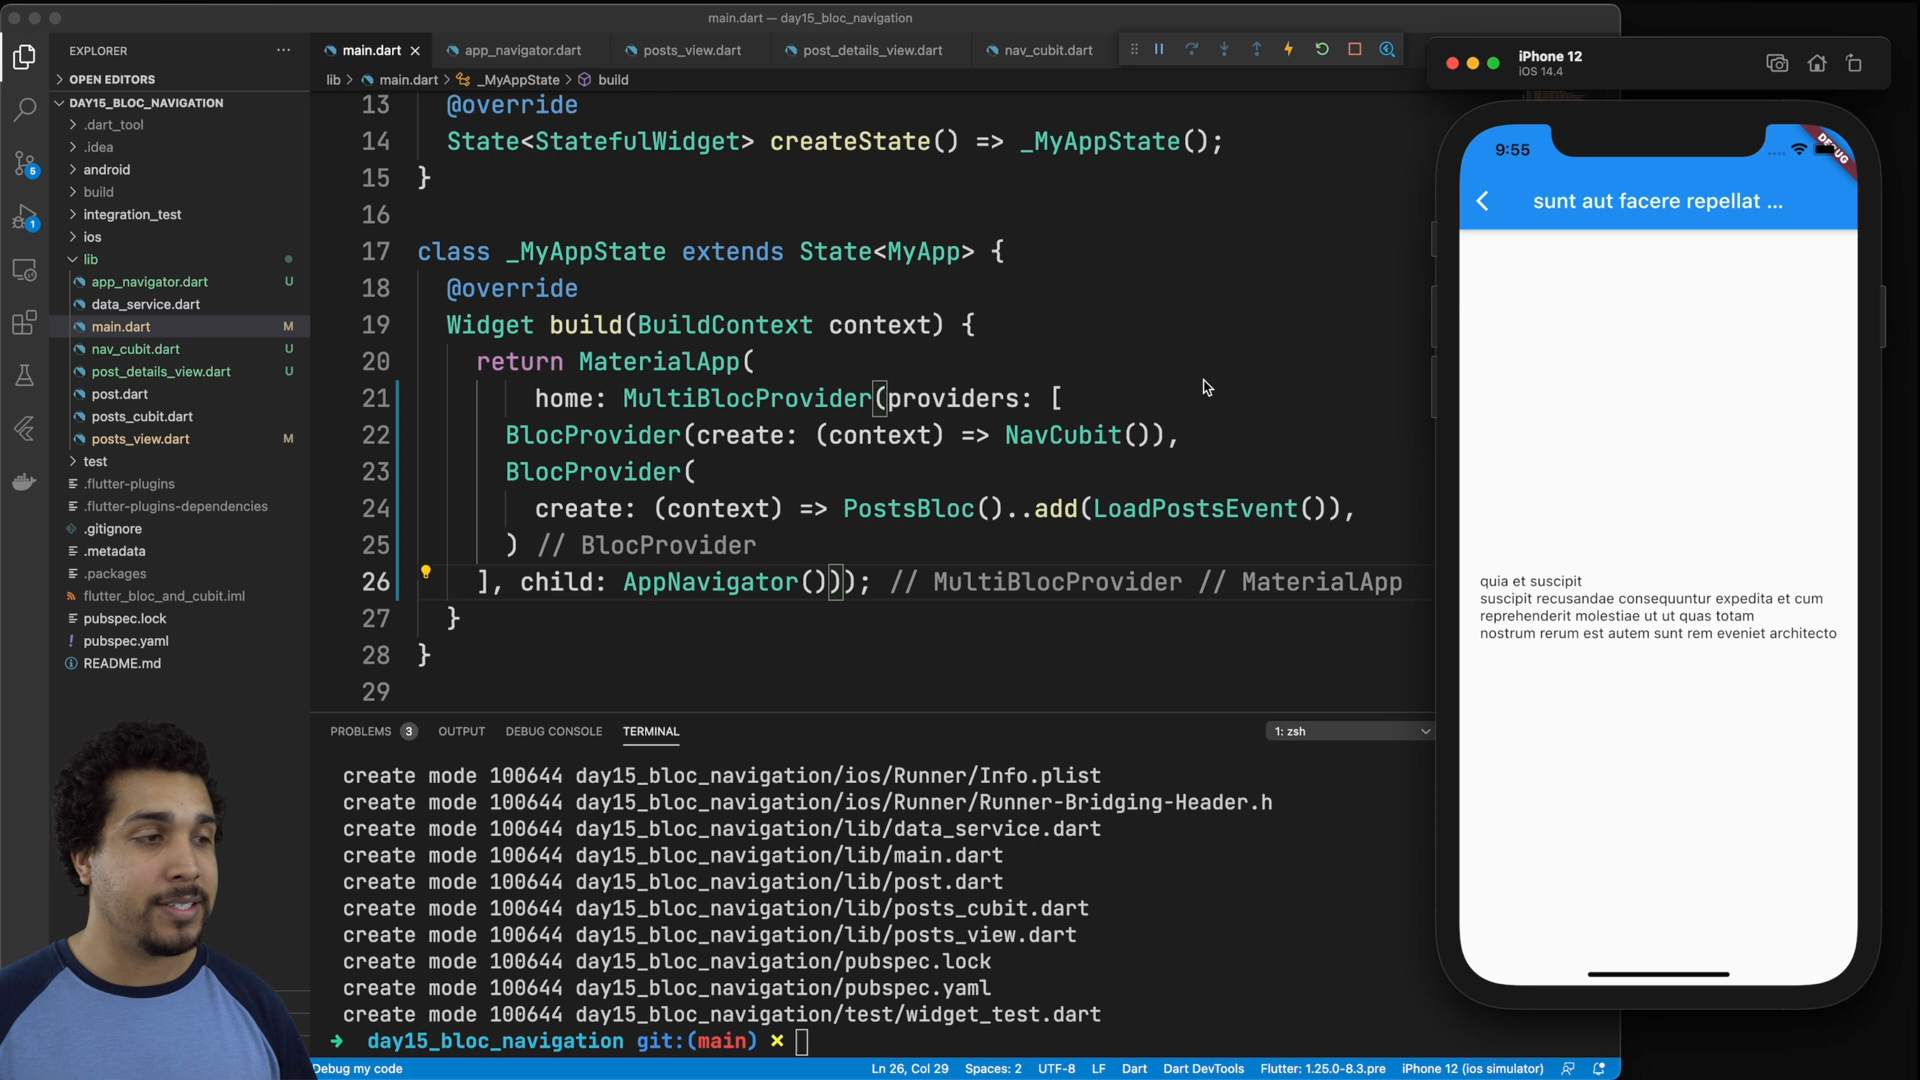 main.dart — day15_bloc_navigation
EXPLORER
main.dart
app_navigator.dart
posts_view.dart
post_details_view.dart
nav_cubit.dart
lib > main.dart > _MyAppState > build
OPEN EDITORS
DAY15_BLOC_NAVIGATION
.dart_tool
.idea
android
build
integration_test
ios
lib
app_navigator.dart U
data_service.dart
main.dart M
nav_cubit.dart U
post_details_view.dart U
post.dart
posts_cubit.dart
posts_view.dart M
test
.flutter-plugins
.flutter-plugins-dependencies
.gitignore
.metadata
.packages
flutter_bloc_and_cubit.iml
pubspec.lock
pubspec.yaml
README.md
5
1
13 @override
14 State<StatefulWidget> createState() => _MyAppState();
15 }
16
17 class _MyAppState extends State<MyApp> {
18 @override
19 Widget build(BuildContext context) {
20 return MaterialApp(
21 home: MultiBlocProvider(providers: [
22 BlocProvider(create: (context) => NavCubit()),
23 BlocProvider(
24 create: (context) => PostsBloc()..add(LoadPostsEvent()),
25 ) // BlocProvider
26 ], child: AppNavigator())); // MultiBlocProvider // MaterialApp
27 }
28 }
29
PROBLEMS 3 OUTPUT DEBUG CONSOLE TERMINAL
1: zsh
create mode 100644 day15_bloc_navigation/ios/Runner/Info.plist
create mode 100644 day15_bloc_navigation/ios/Runner/Runner-Bridging-Header.h
create mode 100644 day15_bloc_navigation/lib/data_service.dart
create mode 100644 day15_bloc_navigation/lib/main.dart
create mode 100644 day15_bloc_navigation/lib/post.dart
create mode 100644 day15_bloc_navigation/lib/posts_cubit.dart
create mode 100644 day15_bloc_navigation/lib/posts_view.dart
create mode 100644 day15_bloc_navigation/pubspec.lock
create mode 100644 day15_bloc_navigation/pubspec.yaml
create mode 100644 day15_bloc_navigation/test/widget_test.dart
➜ day15_bloc_navigation git:(main) ✗
Debug my code
Ln 26, Col 29
Spaces: 2
UTF-8
LF
Dart
Dart DevTools
Flutter: 1.25.0-8.3.pre
iPhone 12 (ios simulator)
iPhone 12
iOS 14.4
9:55
DEBUG
sunt aut facere repellat ...
quia et suscipit
suscipit recusandae consequuntur expedita et cum
reprehenderit molestiae ut ut quas totam
nostrum rerum est autem sunt rem eveniet architecto